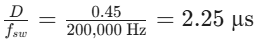 D/f_sw = 0.45/200,000 Hz = 2.25 μs